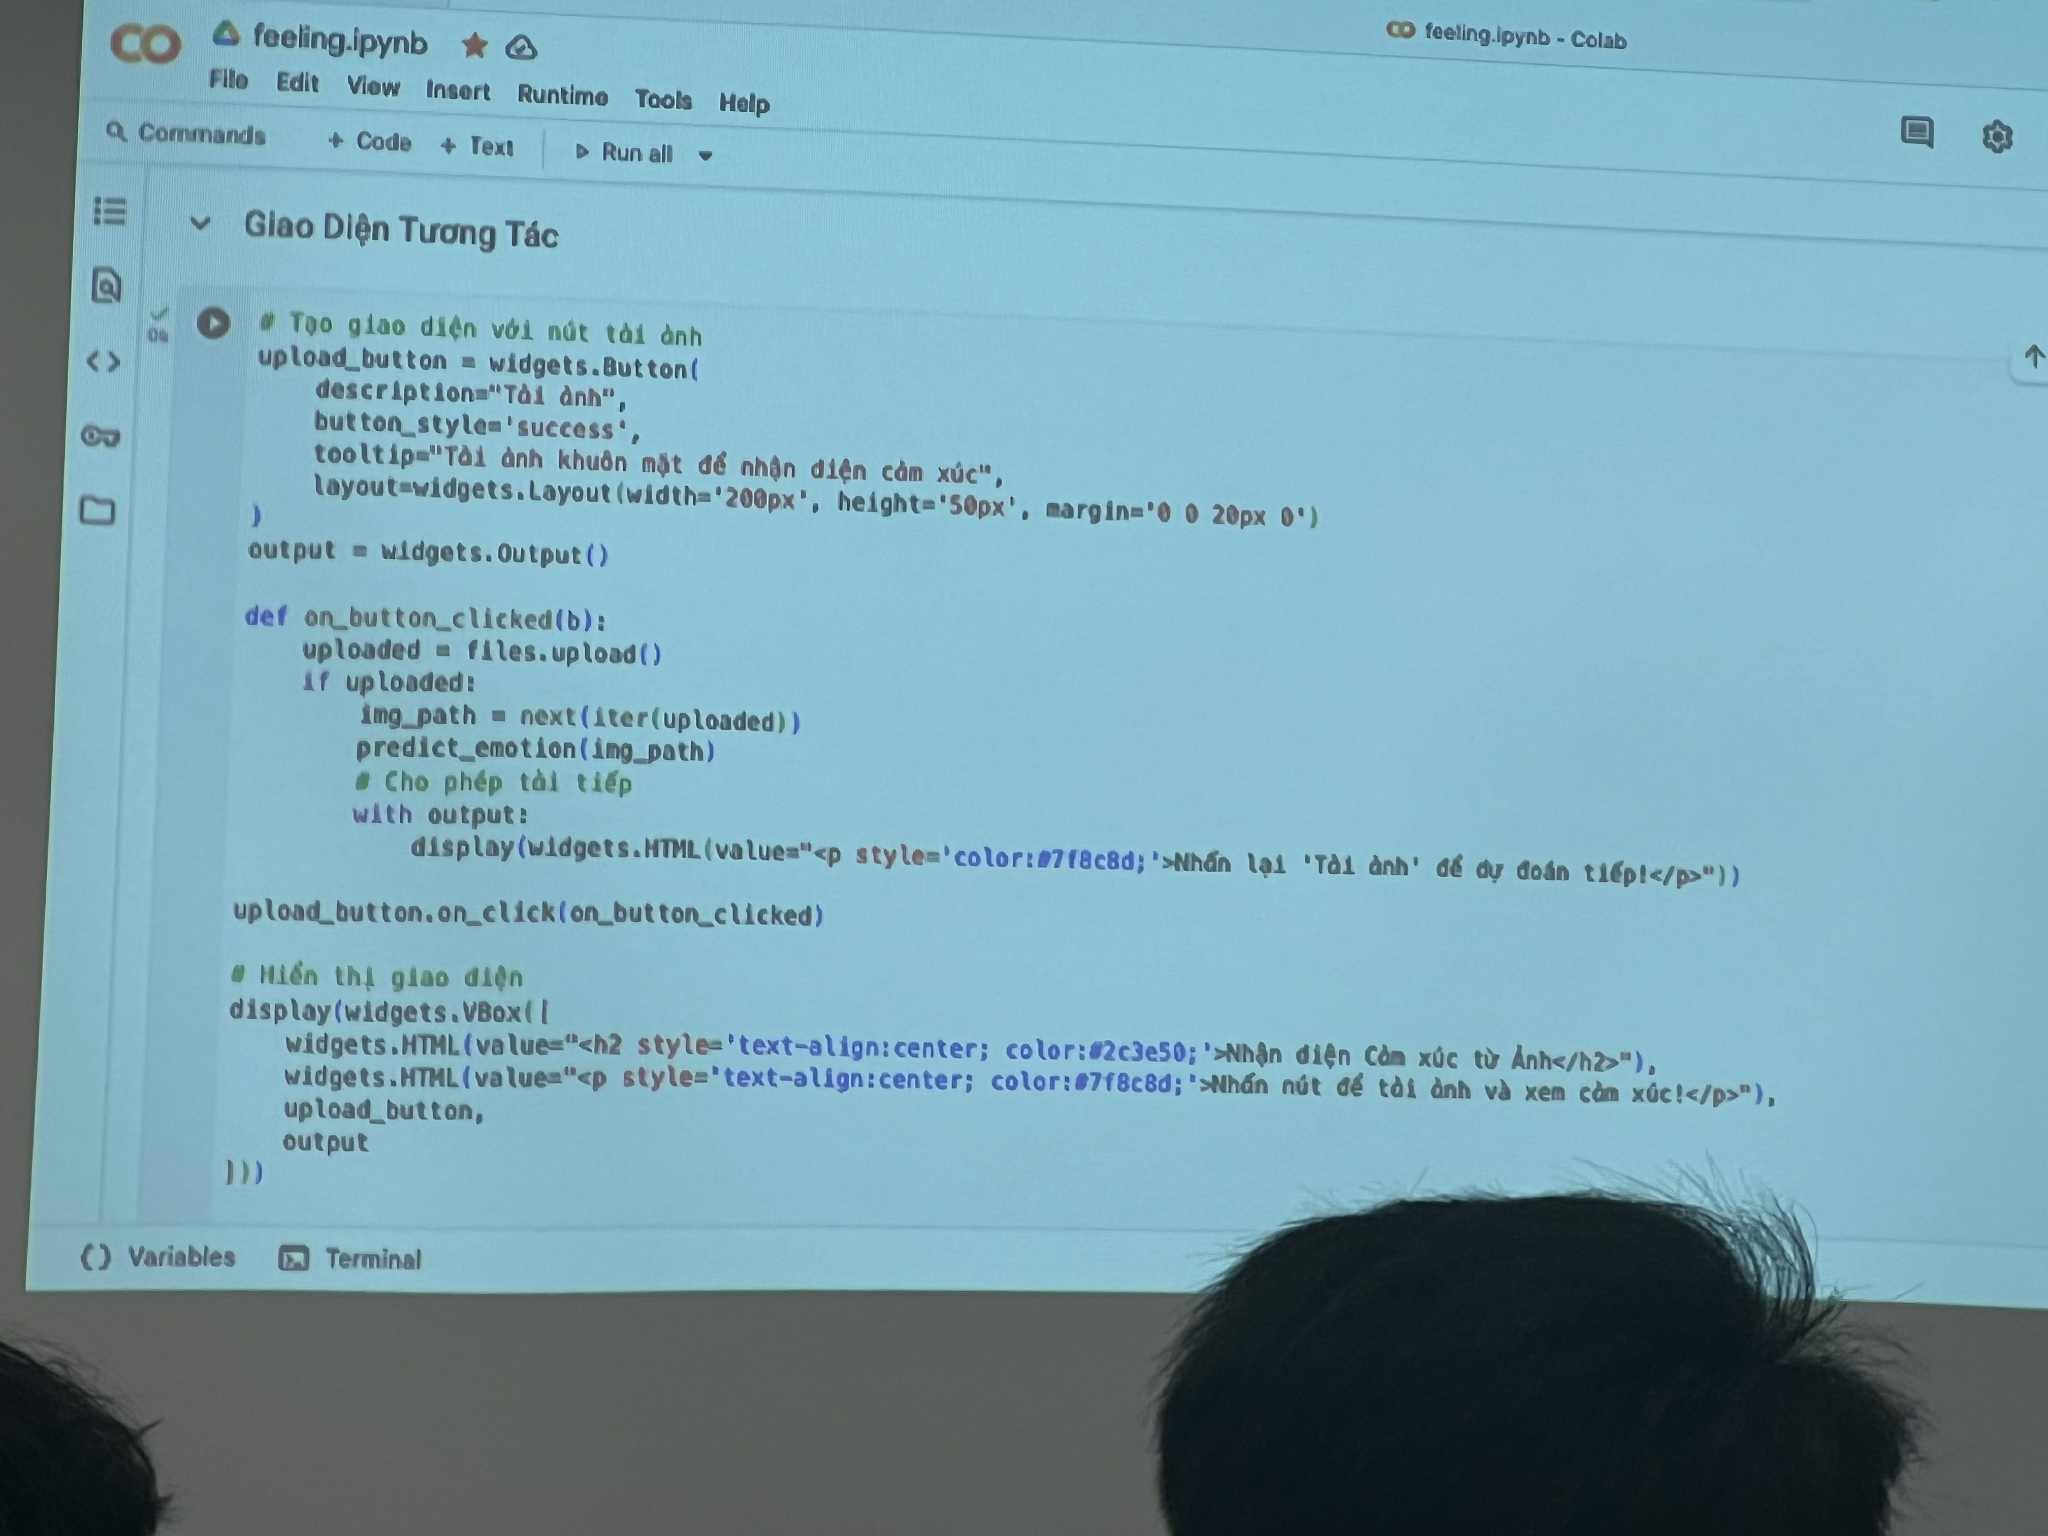 CO feeling.ipynb
feeling.ipynb - Colab
File Edit View Insert Runtime Tools Help
Commands + Code + Text Run all
Giao Diện Tương Tác
0s
# Tạo giao diện với nút tải ảnh
upload_button = widgets.Button(
    description="Tải ảnh",
    button_style='success',
    tooltip="Tải ảnh khuôn mặt để nhận diện cảm xúc",
    layout=widgets.Layout(width='200px', height='50px', margin='0 0 20px 0')
)
output = widgets.Output()
def on_button_clicked(b):
    uploaded = files.upload()
    if uploaded:
        img_path = next(iter(uploaded))
        predict_emotion(img_path)
        # Cho phép tải tiếp
        with output:
            display(widgets.HTML(value="<p style='color:#7f8c8d;'>Nhấn lại 'Tải ảnh' để dự đoán tiếp!</p>"))
upload_button.on_click(on_button_clicked)
# Hiển thị giao diện
display(widgets.VBox([
    widgets.HTML(value="<h2 style='text-align:center; color:#2c3e50;'>Nhận diện Cảm xúc từ Ảnh</h2>"),
    widgets.HTML(value="<p style='text-align:center; color:#7f8c8d;'>Nhấn nút để tải ảnh và xem cảm xúc!</p>"),
    upload_button,
    output
]))
Variables Terminal